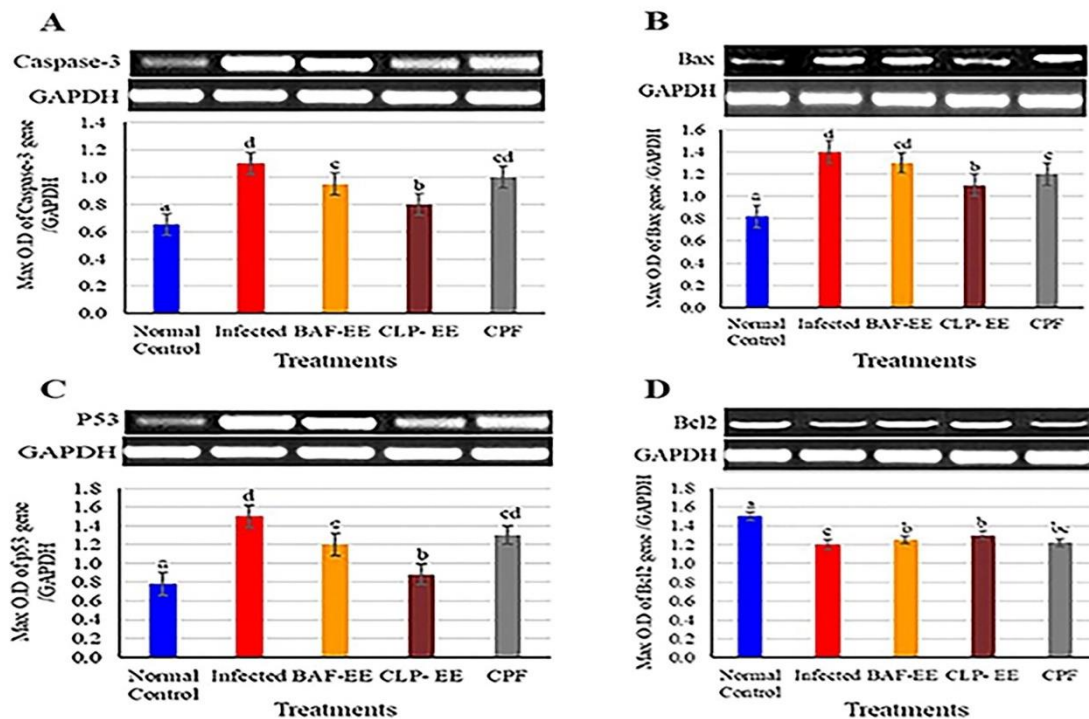 A
Caspase-3
GAPDH
Max O.D of Caspase-3 gene
/GAPDH
1.4
1.2
1.0
0.8
0.6
0.4
0.2
0.0
a
d
c
b
cd
Normal
Control
Infected
BAF-EE
CLP- EE
CPF
Treatments
B
Bax
GAPDH
Max O.D of Bax gene /GAPDH
1.6
1.4
1.2
1.0
0.8
0.6
0.4
0.2
0.0
a
d
cd
b
c
Normal
Control
Infected
BAF-EE
CLP- EE
CPF
Treatments
C
P53
GAPDH
Max O.D of p53 gene
/GAPDH
1.8
1.6
1.4
1.2
1.0
0.8
0.6
0.4
0.2
0.0
a
d
c
b
cd
Normal
Control
Infected
BAF-EE
CLP- EE
CPF
Treatments
D
Bcl2
GAPDH
Max O.D of Bcl2 gene /GAPDH
1.8
1.6
1.4
1.2
1.0
0.8
0.6
0.4
0.2
0.0
a
c
b
b
Normal
Control
Infected
BAF-EE
CLP- EE
CPF
Treatments